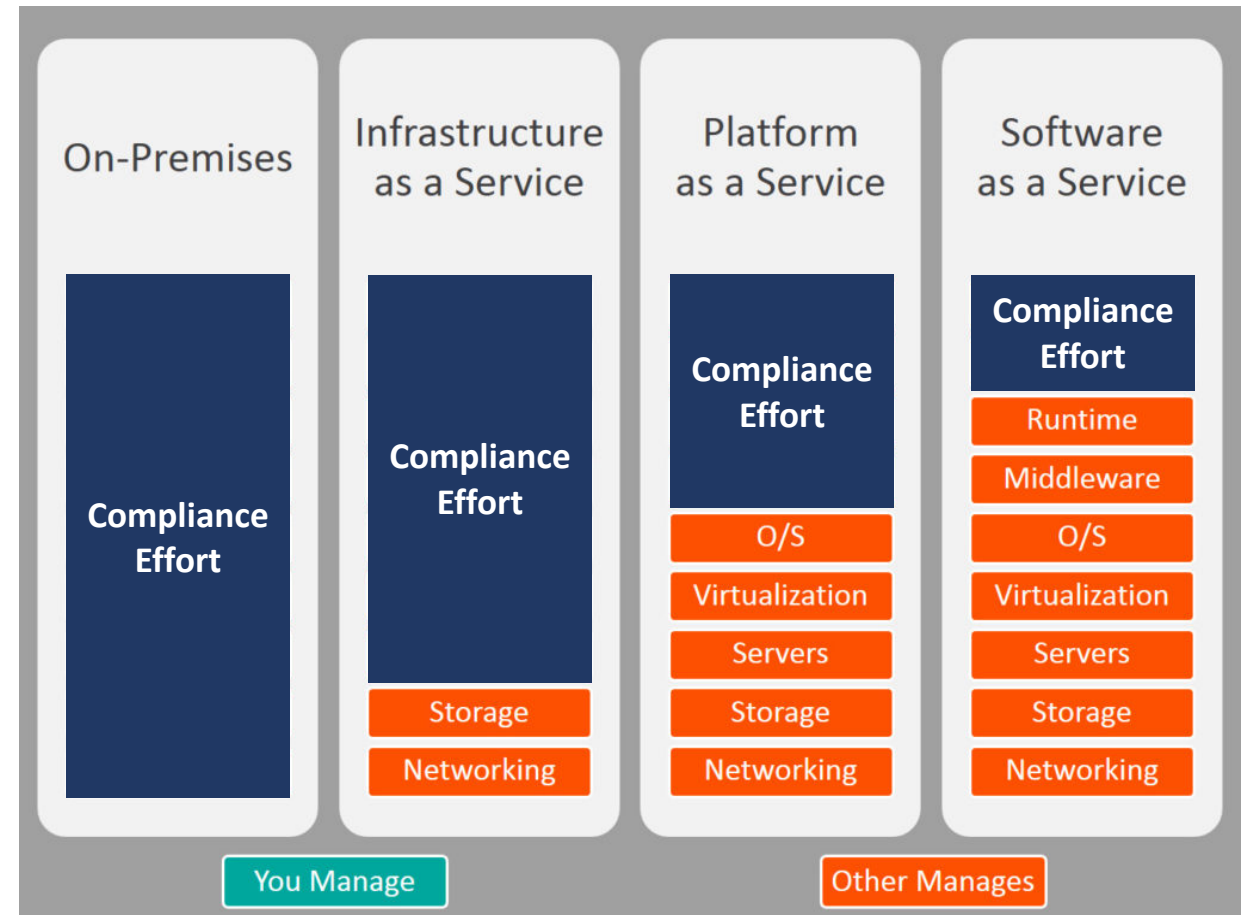 On-Premises
Compliance
Effort
Infrastructure
as a Service
Compliance
Effort
Storage
Networking
Platform
as a Service
Compliance
Effort
O/S
Virtualization
Servers
Storage
Networking
Software
as a Service
Compliance
Effort
Runtime
Middleware
O/S
Virtualization
Servers
Storage
Networking
You Manage
Other Manages